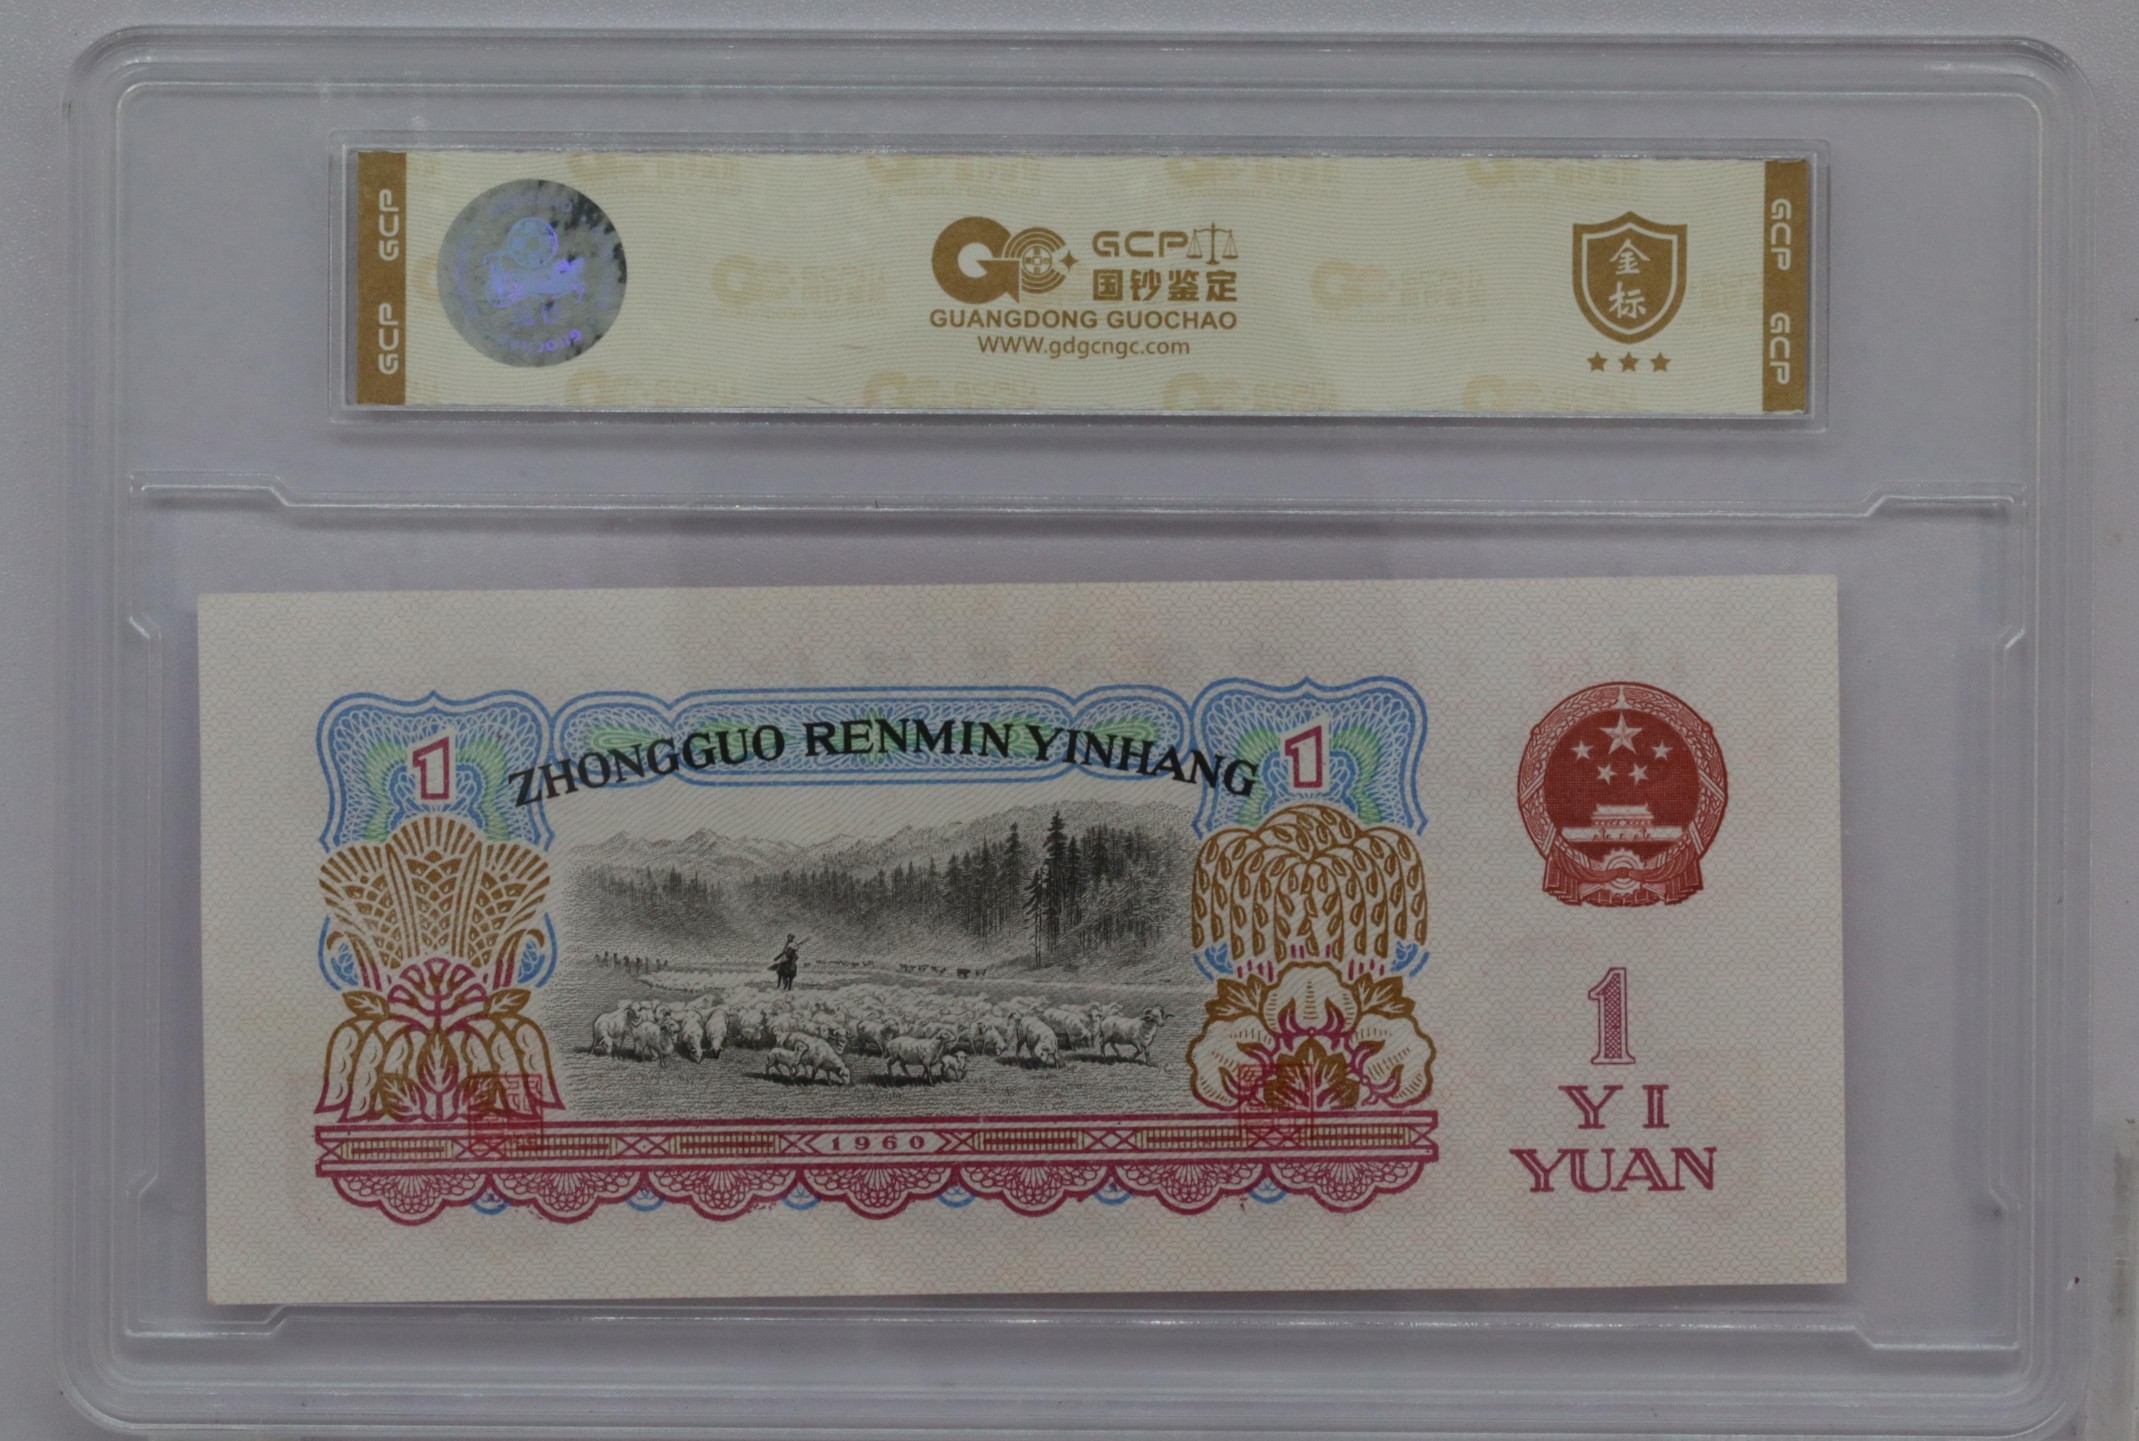 GCP GCP
GCP
国钞鉴定
GUANGDONG GUOCHAO
WWW.gdgcngc.com
金标
GCP GCP
ZHONGGUO RENMIN YINHANG
1
1
1960
1
YI
YUAN